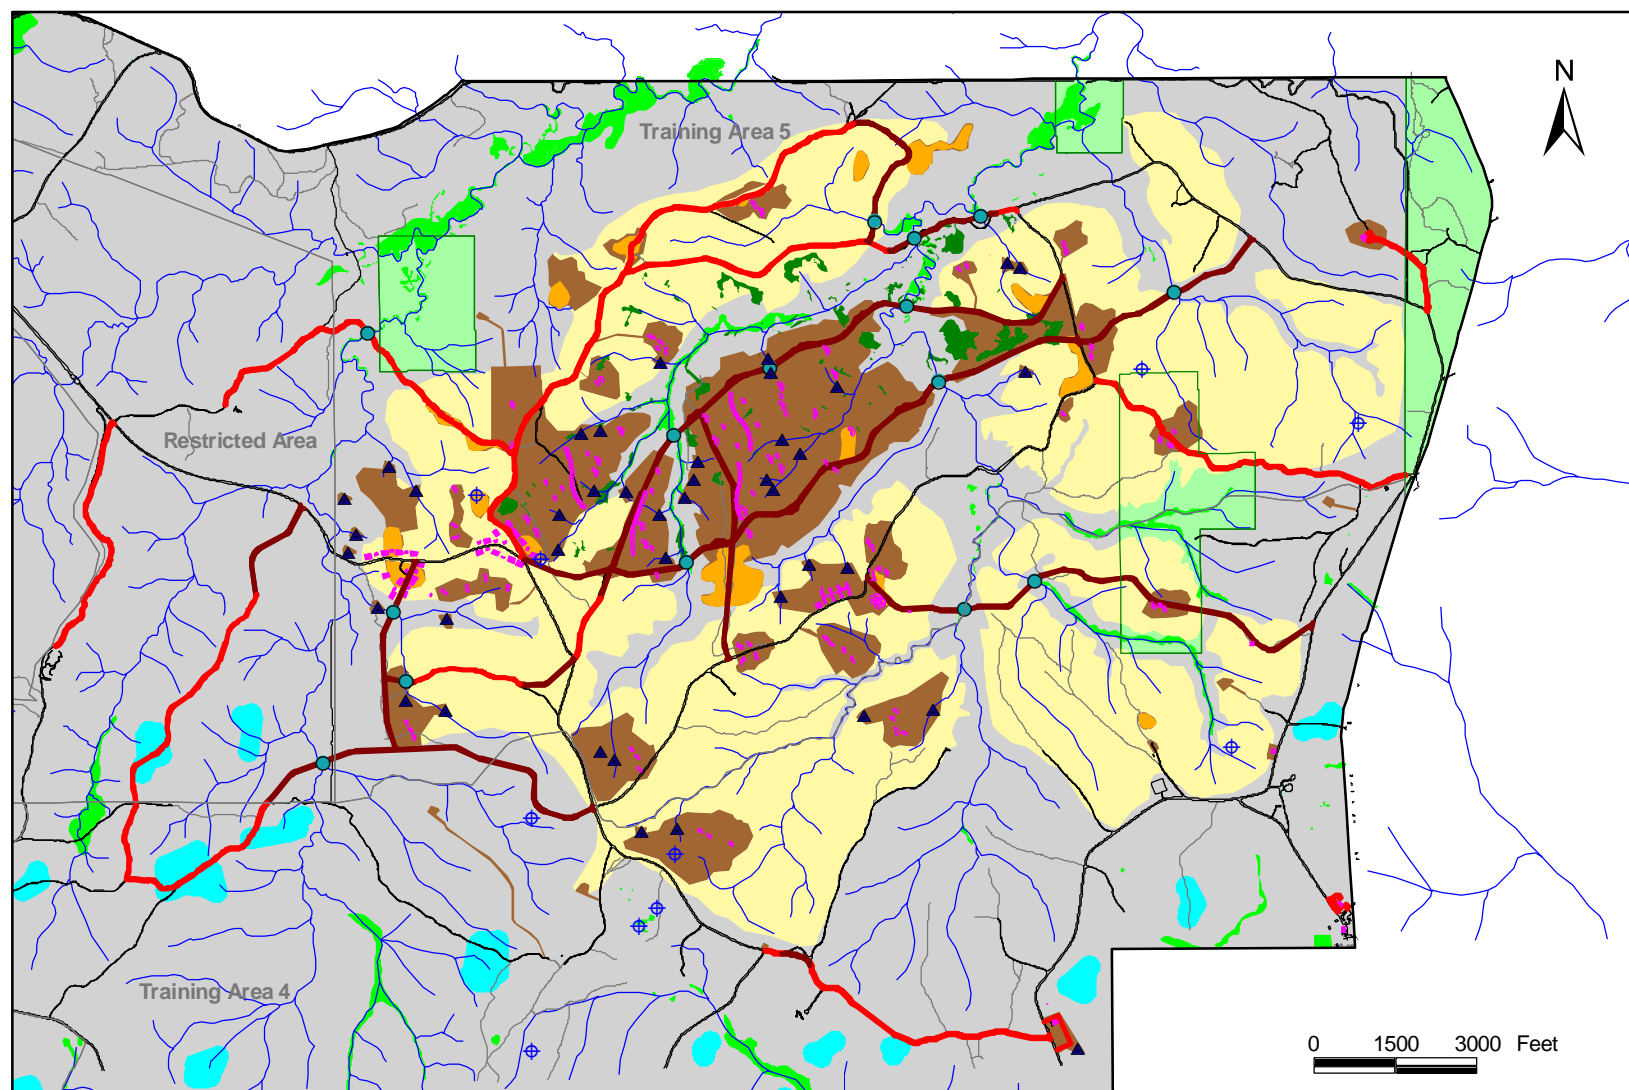 N
Training Area 5
Restricted Area
Training Area 4
0 1500 3000 Feet